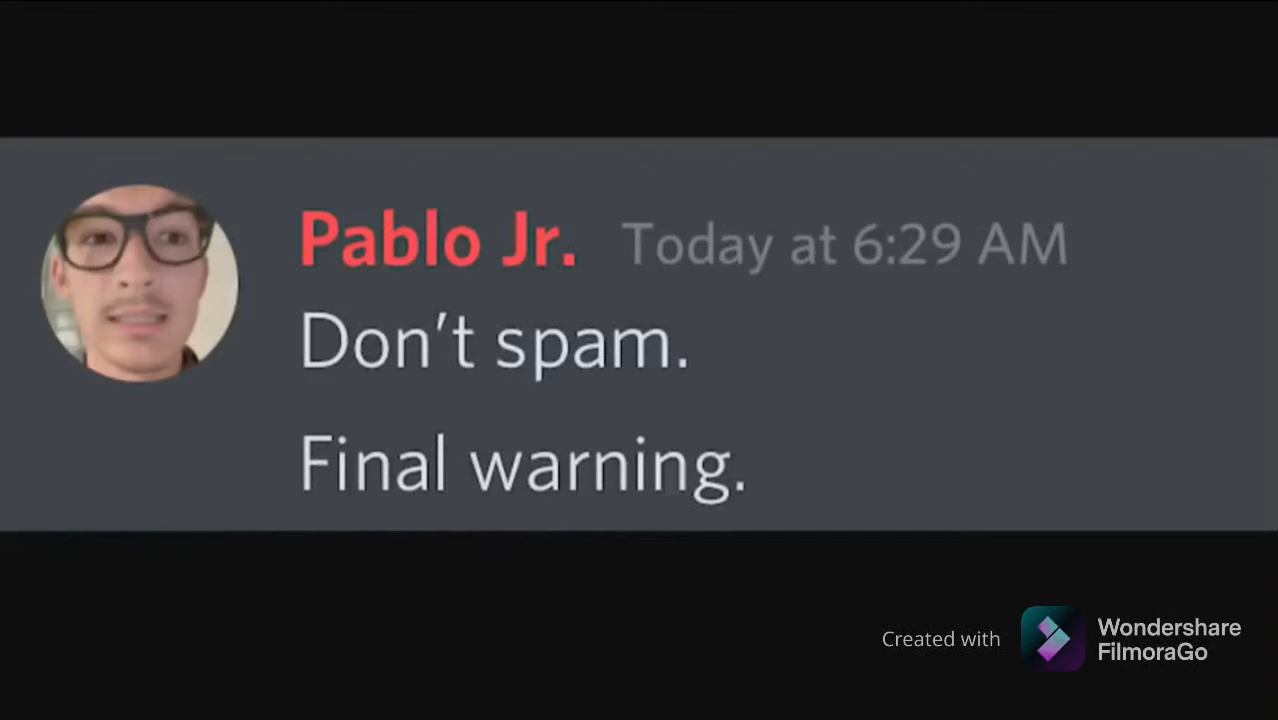 Pablo Jr. Today at 6:29 AM
Don’t spam.
Final warning.
Created with Wondershare
FilmoraGo